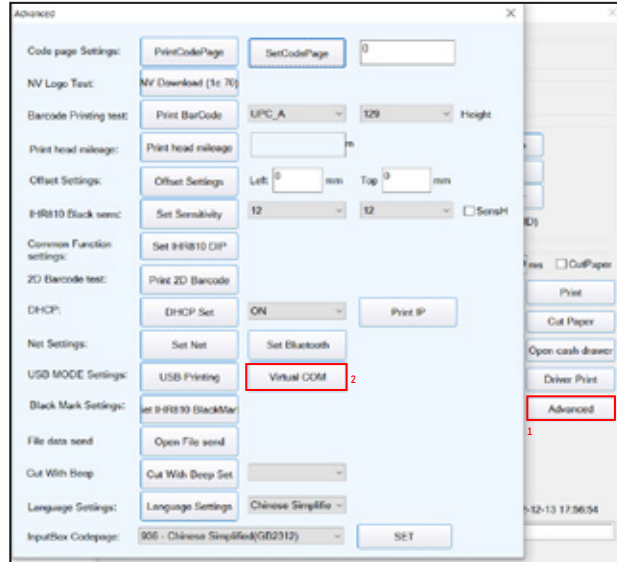 Advanced
Code page Settings: PrintCodePage SetCodePage 0
NV Logo Test: NV Download (1c 70)
Barcode Printing test: Print BarCode UPC_A 129 Height
Print head mileage: Print head mileage m
Offset Settings: Offset Settings Left 0 mm Top 0 mm
IHR810 Black sens: Set Sensitivity 12 12 SensH
Common Function
settings: Set IHR810 DIP
2D Barcode test: Print 2D Barcode
DHCP: DHCP Set ON Print IP
Net Settings: Set Net Set Bluetooth
USB MODE Settings: USB Printing Virtual COM 2
Black Mark Settings: et IHR810 BlackMar
File data send Open File send
Cut With Beep Cut With Beep Set
Language Settings: Language Settings Chinese Simplifie
InputBox Codepage: 936 - Chinese Simplified(GB2312) SET
ms CutPaper
Print
Cut Paper
Open cash drawer
Driver Print
Advanced
1
-12-13 17:56:54